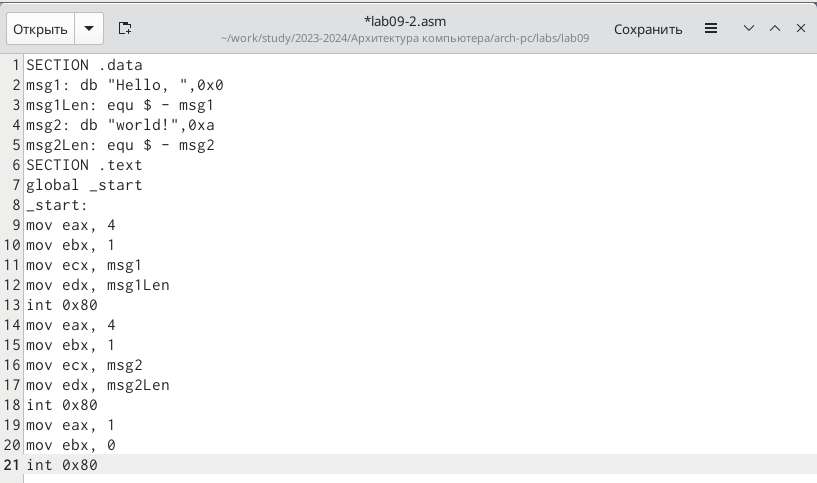 *lab09-2.asm
Открыть
~/work/study/2023-2024/Архитектура компьютера/arch-pc/labs/lab09
Сохранить
1 SECTION .data
2 msg1: db "Hello, ",0x0
3 msg1Len: equ $ - msg1
4 msg2: db "world!",0xa
5 msg2Len: equ $ - msg2
6 SECTION .text
7 global _start
8 _start:
9 mov eax, 4
10 mov ebx, 1
11 mov ecx, msg1
12 mov edx, msg1Len
13 int 0x80
14 mov eax, 4
15 mov ebx, 1
16 mov ecx, msg2
17 mov edx, msg2Len
18 int 0x80
19 mov eax, 1
20 mov ebx, 0
21 int 0x80